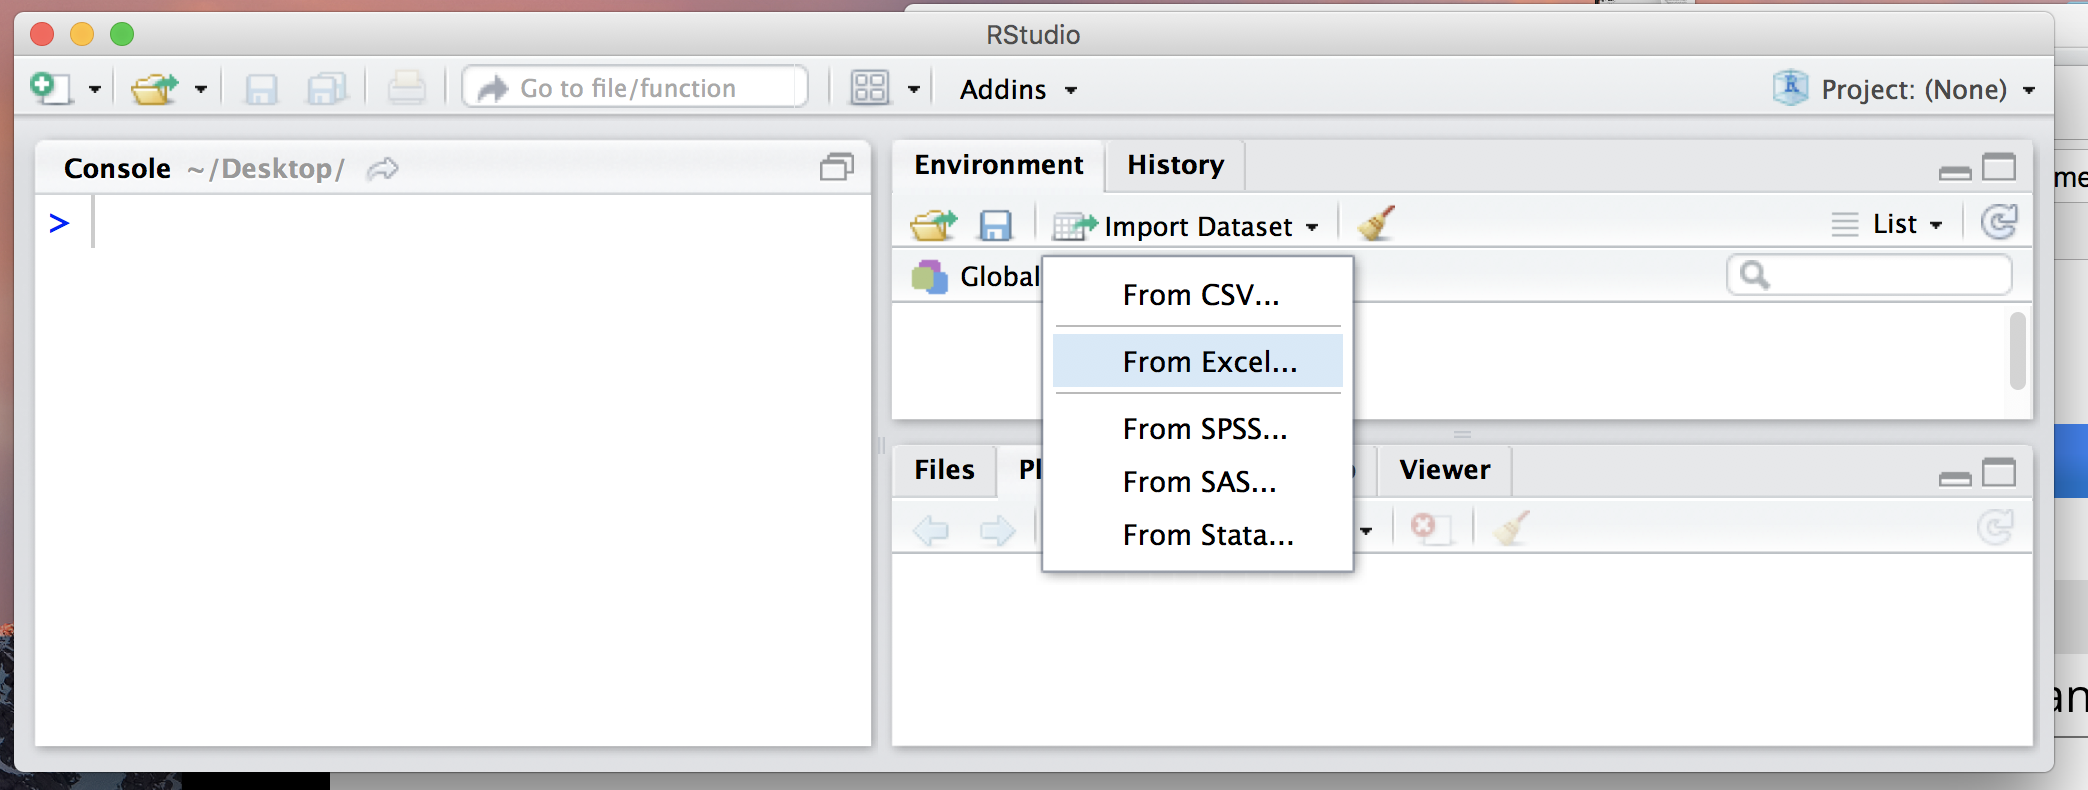 RStudio
Go to file/function
Addins
Project: (None)
Console ~/Desktop/
>
Environment
History
Import Dataset
List
Global
From CSV...
From Excel...
From SPSS...
From SAS...
From Stata...
Files
Pl
Viewer
me
an